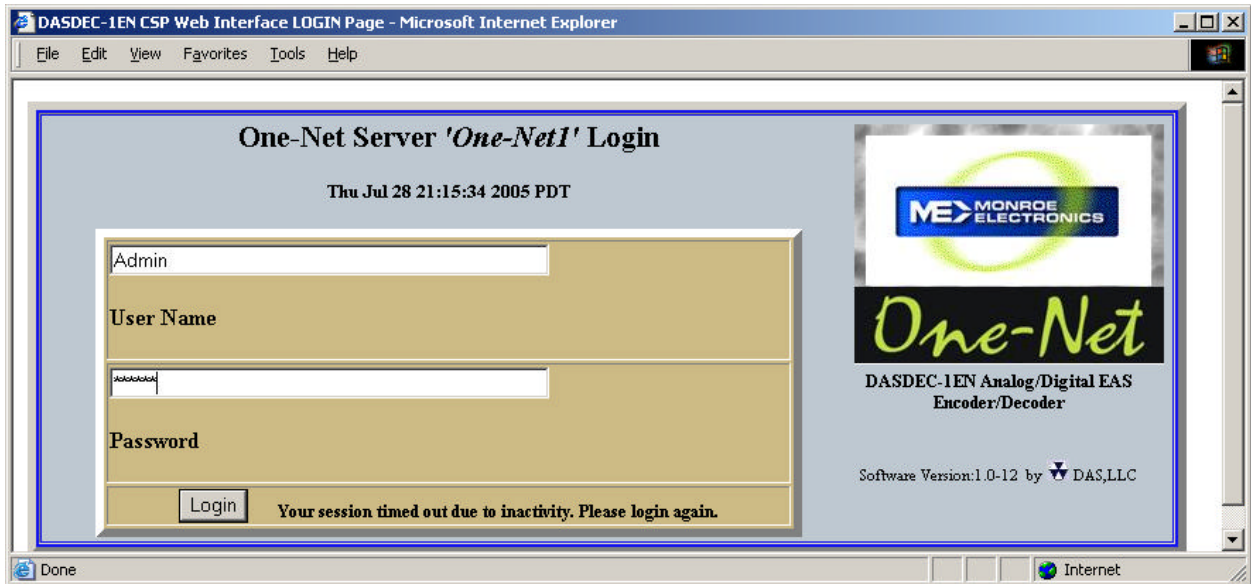 DASDEC-1EN CSP Web Interface LOGIN Page - Microsoft Internet Explorer
File Edit View Favorites Tools Help
One-Net Server 'One-Net1' Login
Thu Jul 28 21:15:34 2005 PDT
Admin
User Name
*******
Password
Login
Your session timed out due to inactivity. Please login again.
ME MONROE
ELECTRONICS
One-Net
DASDEC-1EN Analog/Digital EAS
Encoder/Decoder
Software Version:1.0-12 by DAS,LLC
Done
Internet